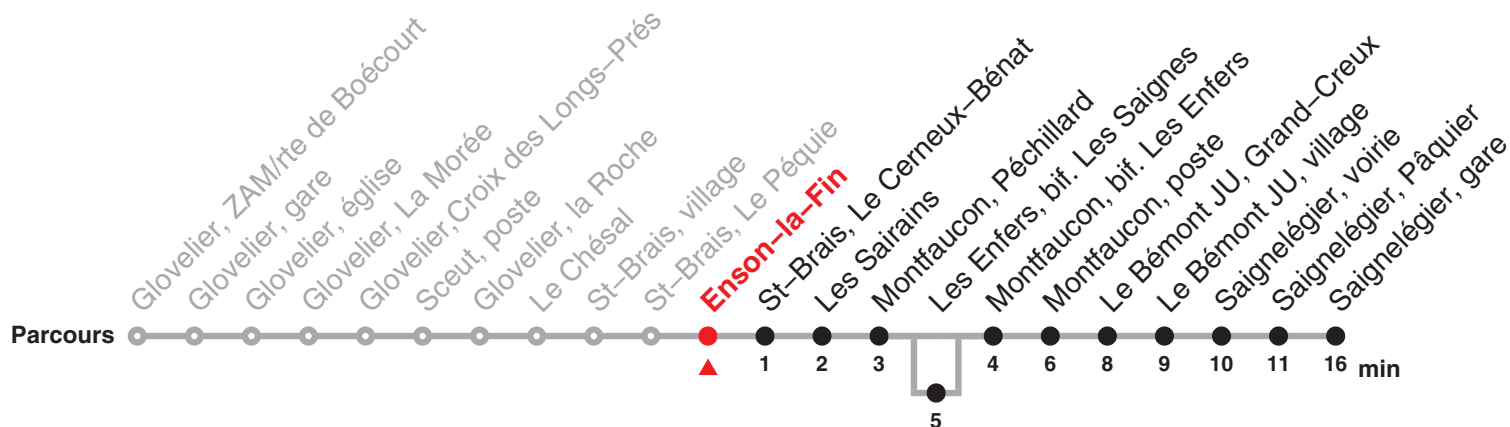 Glovelier, ZAM/rte de Boécourt
Glovelier, gare
Glovelier, église
Glovelier, La Morée
Glovelier, Croix des Longs–Prés
Sceut, poste
Glovelier, la Roche
Le Chésal
St–Brais, village
St–Brais, Le Péquie
Enson–la–Fin
St–Brais, Le Cerneux–Bénat
Les Sairains
Montfaucon, Péchillard
Les Enfers, bif. Les Saignes
Montfaucon, bif. Les Enfers
Montfaucon, poste
Le Bémont JU, Grand–Creux
Le Bémont JU, village
Saignelégier, voirie
Saignelégier, Pâquier
Saignelégier, gare
Parcours
1 2 3 4 6 8 9 10 11 16 min
5